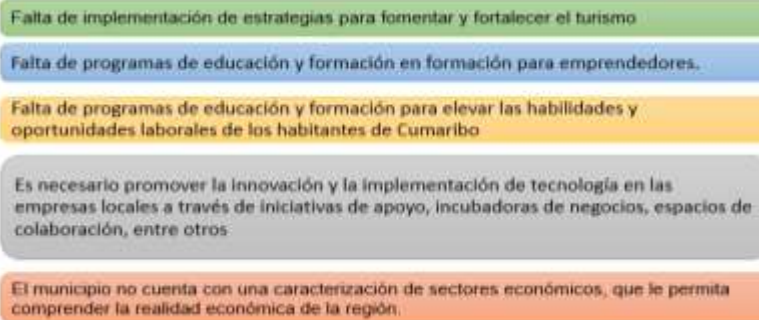 Falta de implementación de estrategias para fomentar y fortalecer el turismo
Falta de programas de educación y formación en formación para emprendedores.
Falta de programas de educación y formación para elevar las habilidades y
oportunidades laborales de los habitantes de Cumaribo
Es necesario promover la innovación y la implementación de tecnología en las
empresas locales a través de iniciativas de apoyo, incubadoras de negocios, espacios de
colaboración, entre otros
El municipio no cuenta con una caracterización de sectores económicos, que le permita
comprender la realidad económica de la región.